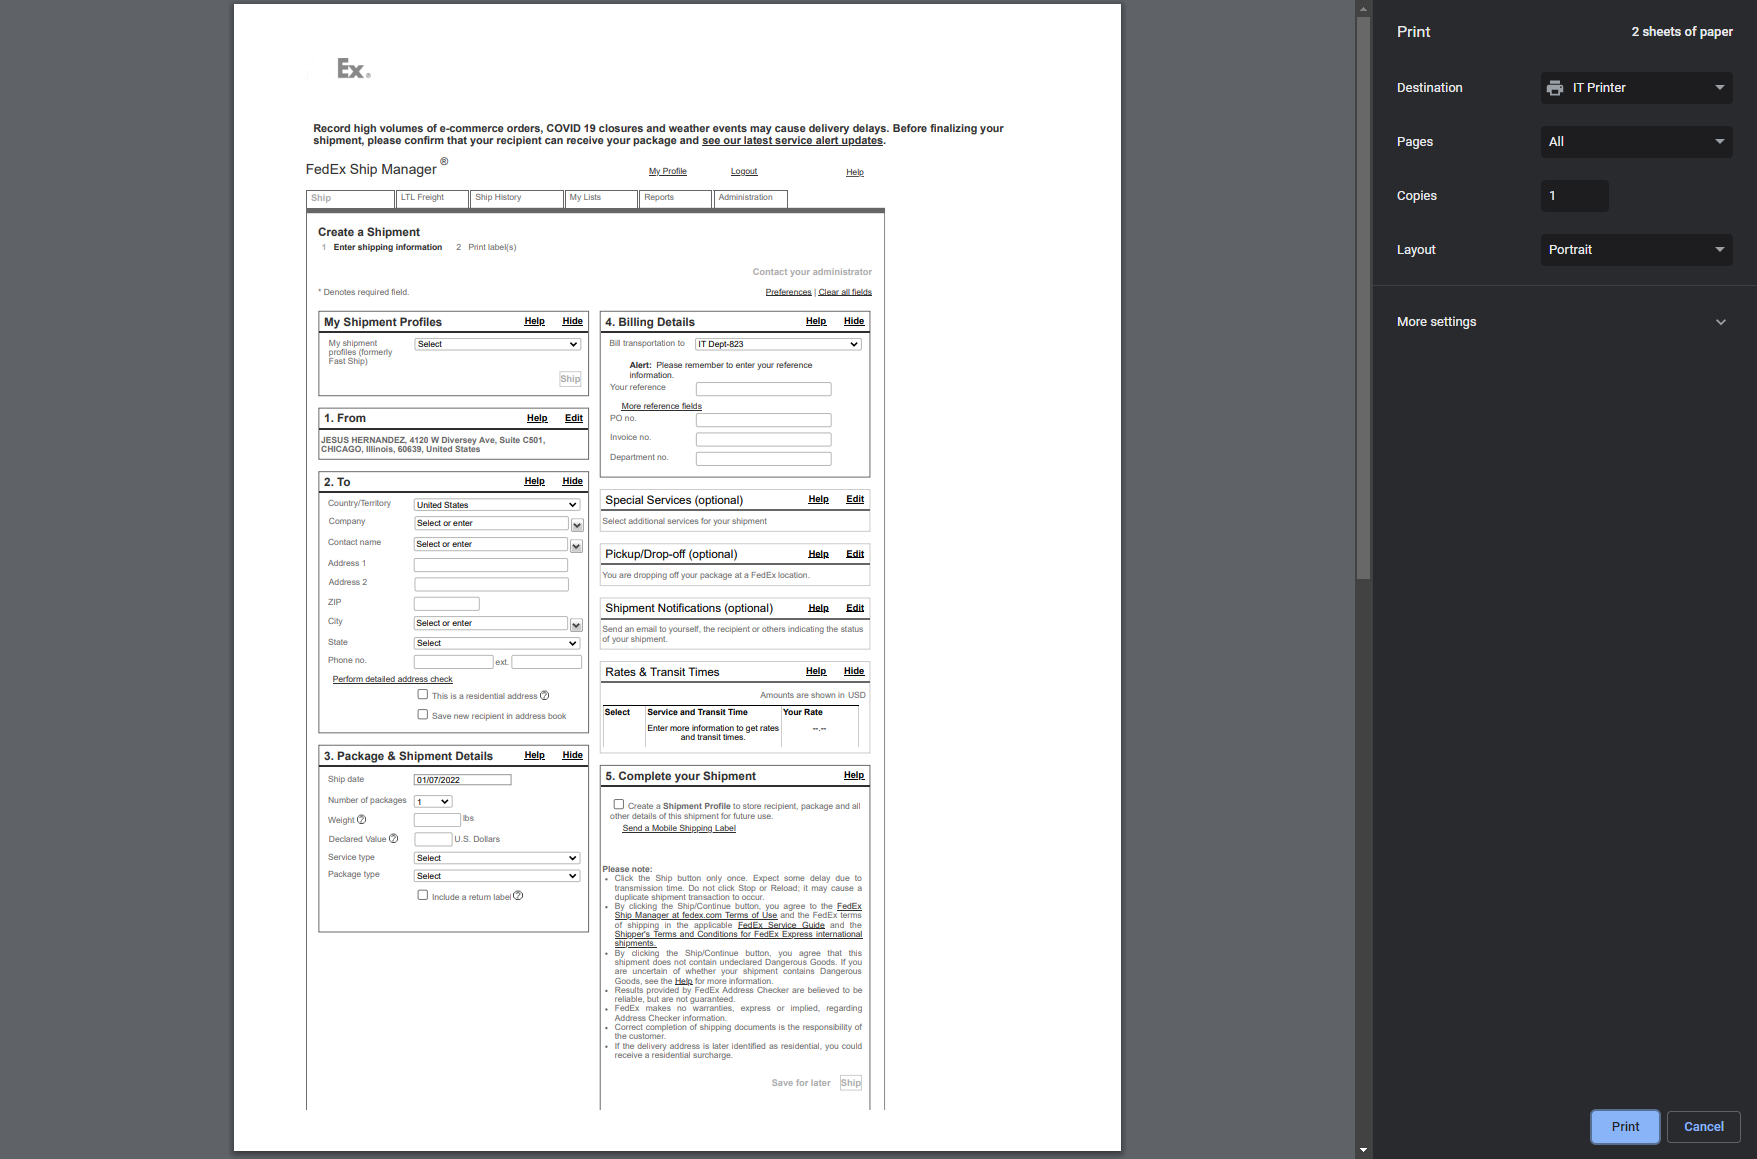 Ex®
Record high volumes of e-commerce orders, COVID 19 closures and weather events may cause delivery delays. Before finalizing your
shipment, please confirm that your recipient can receive your package and see our latest service alert updates.
FedEx Ship Manager ®
My Profile
Logout
Help
Ship
LTL Freight
Ship History
My Lists
Reports
Administration
Create a Shipment
1 Enter shipping information 2 Print label(s)
Contact your administrator
* Denotes required field.
Preferences | Clear all fields
My Shipment Profiles Help Hide
My shipment
profiles (formerly
Fast Ship)
Select
Ship
1. From Help Edit
JESUS HERNANDEZ, 4120 W Diversey Ave, Suite C501,
CHICAGO, Illinois, 60639, United States
2. To Help Hide
Country/Territory United States
Company Select or enter
Contact name Select or enter
Address 1
Address 2
ZIP
City Select or enter
State Select
Phone no. ext.
Perform detailed address check
This is a residential address ?
Save new recipient in address book
3. Package & Shipment Details Help Hide
Ship date 01/07/2022
Number of packages 1
Weight ? lbs
Declared Value ? U.S. Dollars
Service type Select
Package type Select
Include a return label ?
4. Billing Details Help Hide
Bill transportation to IT Dept-823
Alert: Please remember to enter your reference
information.
Your reference
More reference fields
PO no.
Invoice no.
Department no.
Special Services (optional) Help Edit
Select additional services for your shipment
Pickup/Drop-off (optional) Help Edit
You are dropping off your package at a FedEx location.
Shipment Notifications (optional) Help Edit
Send an email to yourself, the recipient or others indicating the status
of your shipment.
Rates & Transit Times Help Hide
Amounts are shown in USD
Select Service and Transit Time Your Rate
Enter more information to get rates --.--
and transit times.
5. Complete your Shipment Help
Create a Shipment Profile to store recipient, package and all
other details of this shipment for future use.
Send a Mobile Shipping Label
Please note:
• Click the Ship button only once. Expect some delay due to
transmission time. Do not click Stop or Reload; it may cause a
duplicate shipment transaction to occur.
• By clicking the Ship/Continue button, you agree to the FedEx
Ship Manager at fedex.com Terms of Use and the FedEx terms
of shipping in the applicable FedEx Service Guide and the
Shipper's Terms and Conditions for FedEx Express international
shipments.
• By clicking the Ship/Continue button, you agree that this
shipment does not contain undeclared Dangerous Goods. If you
are uncertain of whether your shipment contains Dangerous
Goods, see the Help for more information.
• Results provided by FedEx Address Checker are believed to be
reliable, but are not guaranteed.
• FedEx makes no warranties, express or implied, regarding
Address Checker information.
• Correct completion of shipping documents is the responsibility of
the customer.
• If the delivery address is later identified as residential, you could
receive a residential surcharge.
Save for later Ship
Print 2 sheets of paper
Destination IT Printer
Pages All
Copies 1
Layout Portrait
More settings
Print Cancel